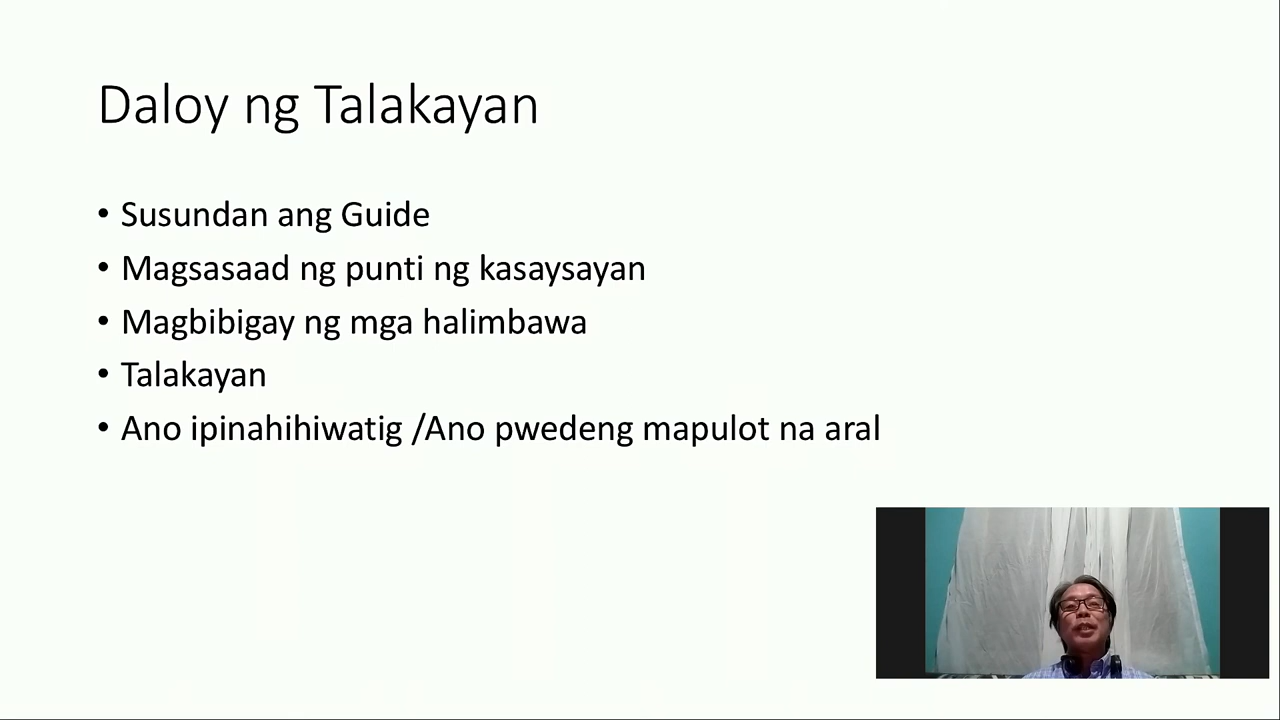 Daloy ng Talakayan
• Susundan ang Guide
• Magsasaad ng punti ng kasaysayan
• Magbibigay ng mga halimbawa
• Talakayan
• Ano ipinahihiwatig /Ano pwedeng mapulot na aral